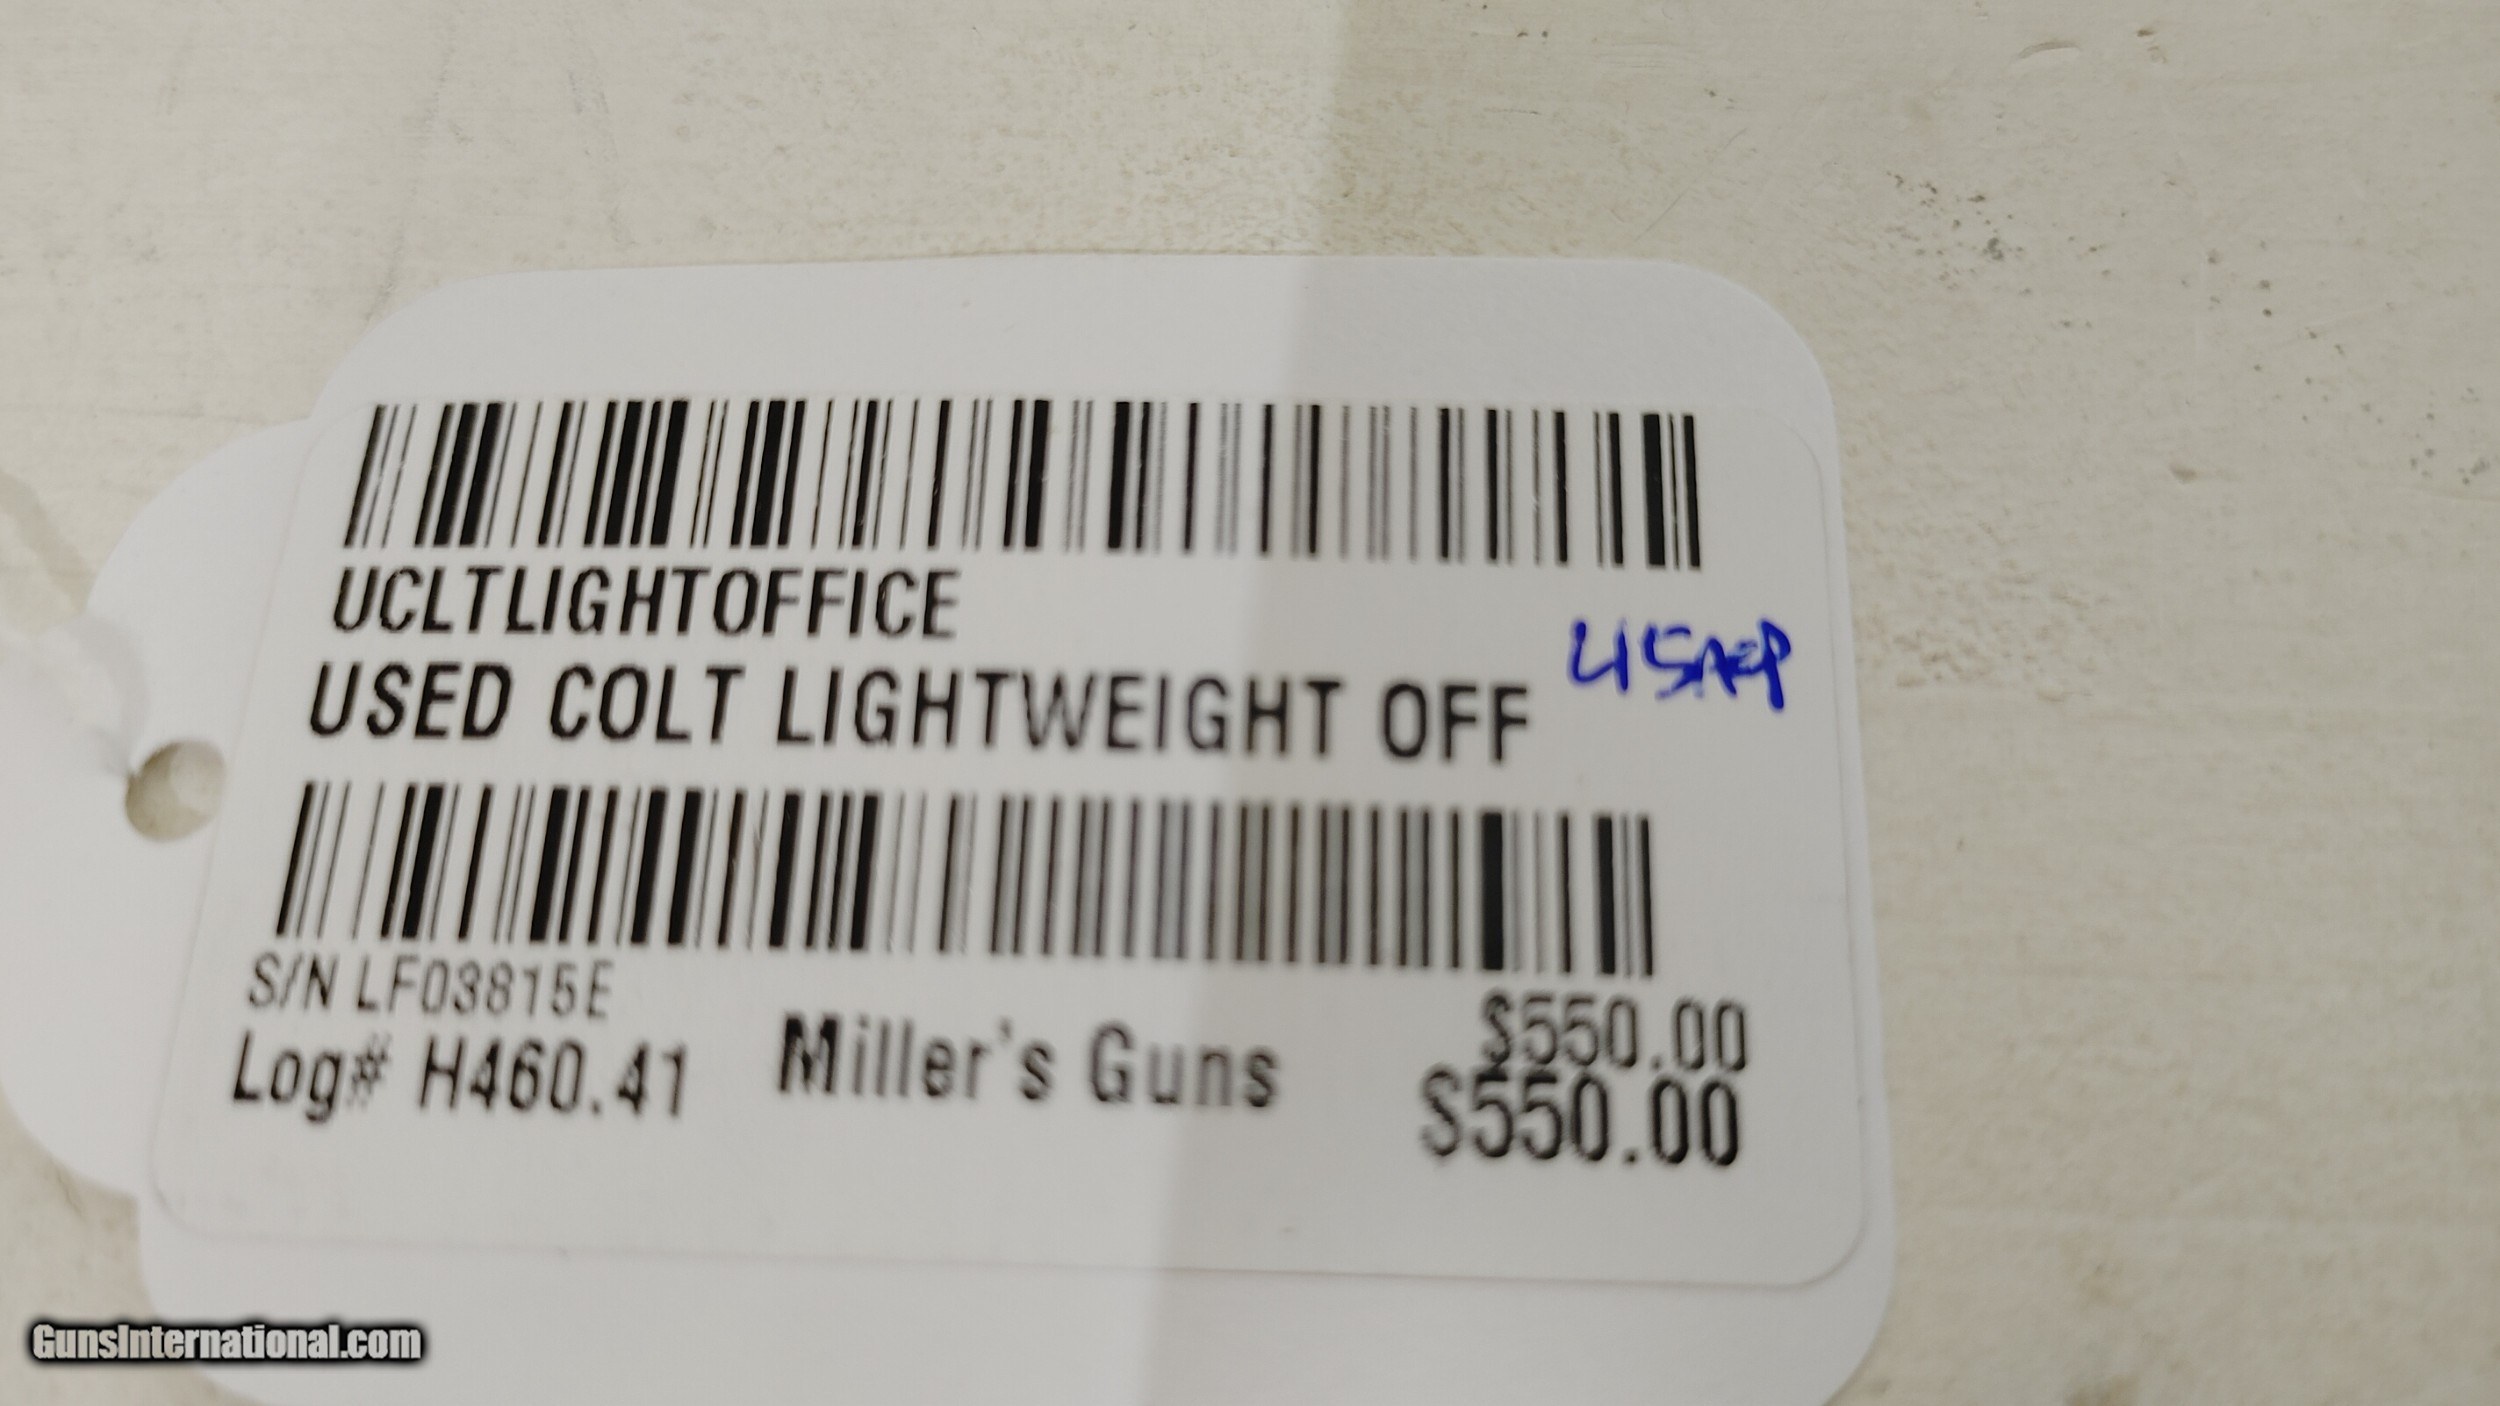 UCLTLIGHTOFFICE
45ACP
USED COLT LIGHTWEIGHT OFF
S/N LF03815E
$550.00
Log# H460.41
Miller's Guns
$550.00
GunsInternational.com